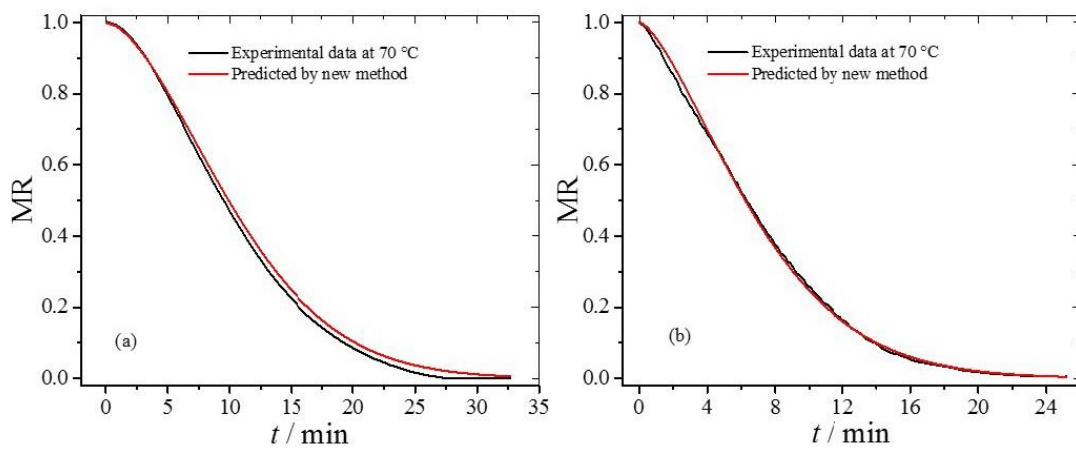 1.0
0.8
0.6
0.4
0.2
0.0
MR
Experimental data at 70 °C
Predicted by new method
(a)
0 5 10 15 20 25 30 35
t / min
1.0
0.8
0.6
0.4
0.2
0.0
MR
Experimental data at 70 °C
Predicted by new method
(b)
0 4 8 12 16 20 24
t / min